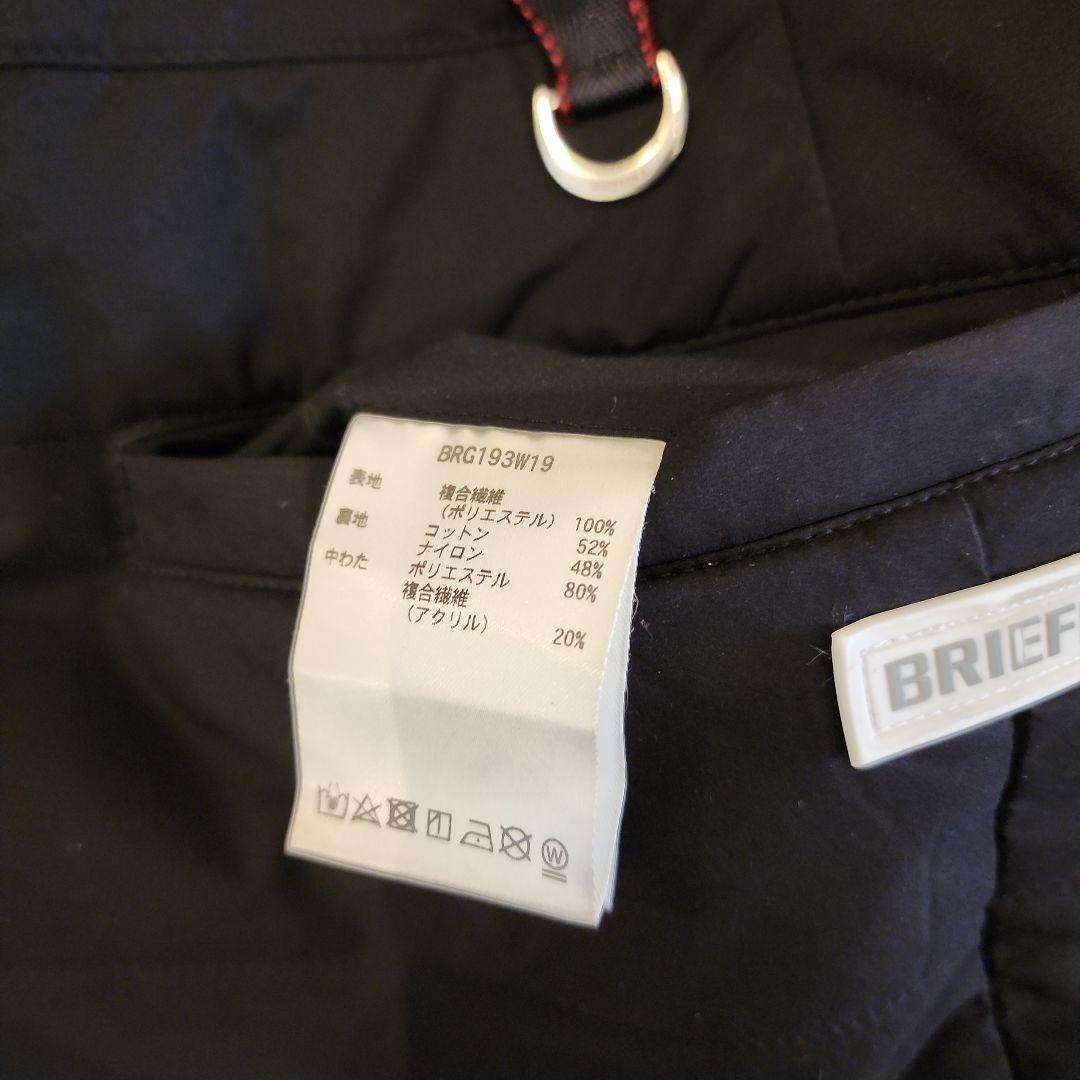 BRG193W19
表地 複合繊維
(ポリエステル) 100%
裏地 コットン 52%
ナイロン 48%
中わた ポリエステル 80%
複合繊維
(アクリル) 20%
W
BRIEF